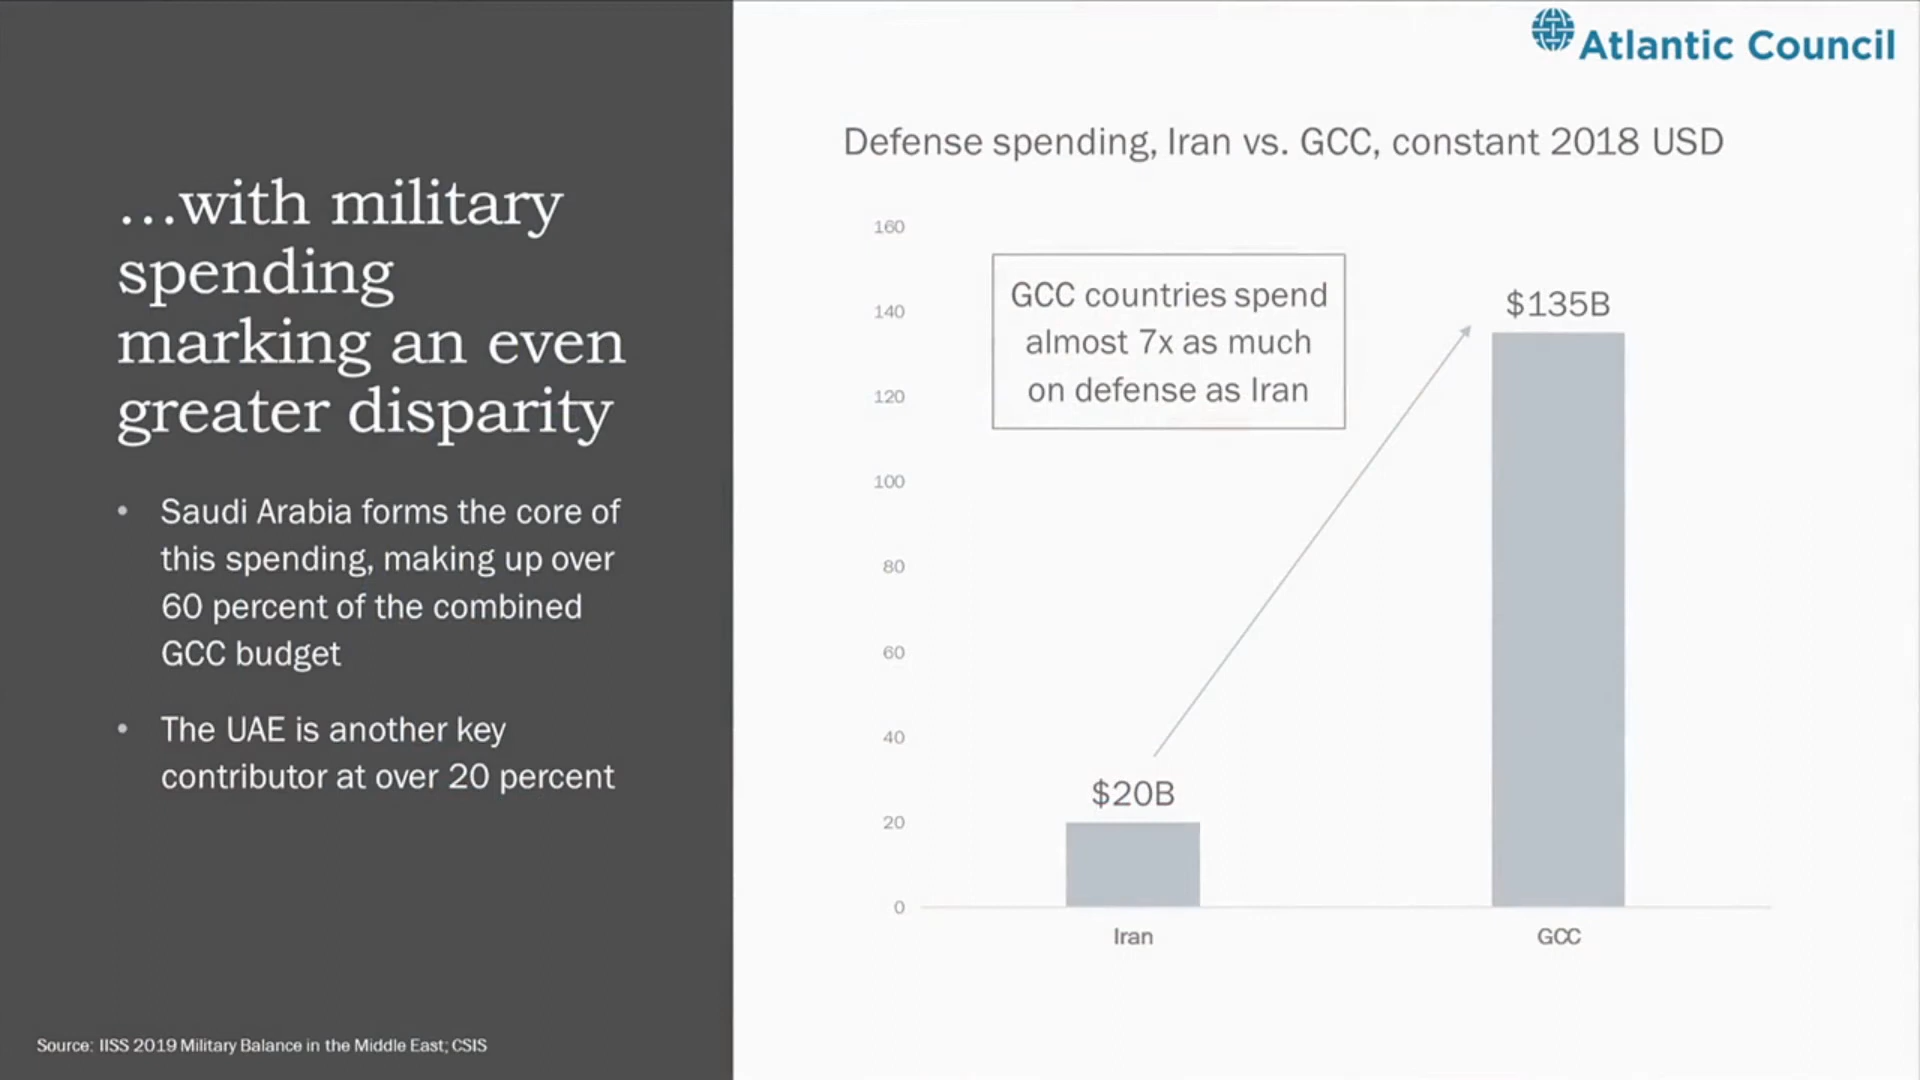 Atlantic Council
...with military
spending
marking an even
greater disparity
• Saudi Arabia forms the core of
this spending, making up over
60 percent of the combined
GCC budget
• The UAE is another key
contributor at over 20 percent
Source: IISS 2019 Military Balance in the Middle East; CSIS
Defense spending, Iran vs. GCC, constant 2018 USD
160
140
120
100
80
60
40
20
0
GCC countries spend
almost 7x as much
on defense as Iran
$20B
$135B
Iran
GCC